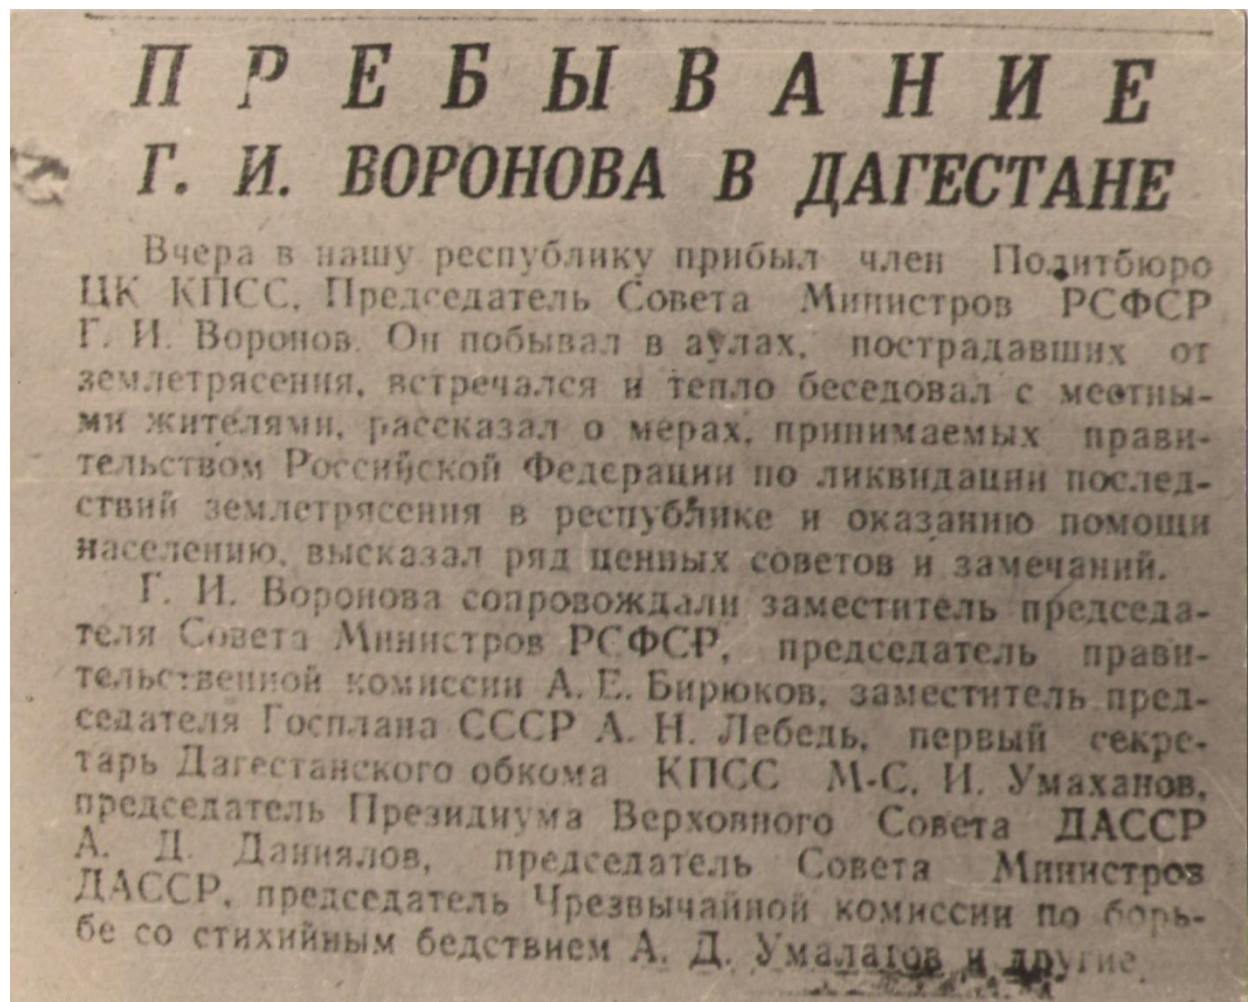 ПРЕБЫВАНИЕ
Г. И. ВОРОНОВА В ДАГЕСТАНЕ
Вчера в нашу республику прибыл член Политбюро
ЦК КПСС, Председатель Совета Министров РСФСР
Г. И. Воронов. Он побывал в аулах, пострадавших от
землетрясения, встречался и тепло беседовал с местны-
ми жителями, рассказал о мерах, принимаемых прави-
тельством Российской Федерации по ликвидации послед-
ствий землетрясения в республике и оказанию помощи
населению, высказал ряд ценных советов и замечаний.
Г. И. Воронова сопровождали заместитель председа-
теля Совета Министров РСФСР, председатель прави-
тельственной комиссии А. Е. Бирюков, заместитель пред-
седателя Госплана СССР А. Н. Лебедь, первый секре-
тарь Дагестанского обкома КПСС М-С. И. Умаханов,
председатель Президиума Верховного Совета ДАССР
А. Д. Даниялов, председатель Совета Министров
ДАССР, председатель Чрезвычайной комиссии по борь-
бе со стихийным бедствием А. Д. Умалатов и другие